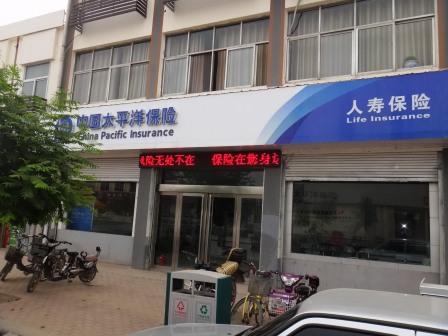 中国太平洋保险
China Pacific Insurance
人寿保险
Life Insurance
风险无处不在 保险在您身边